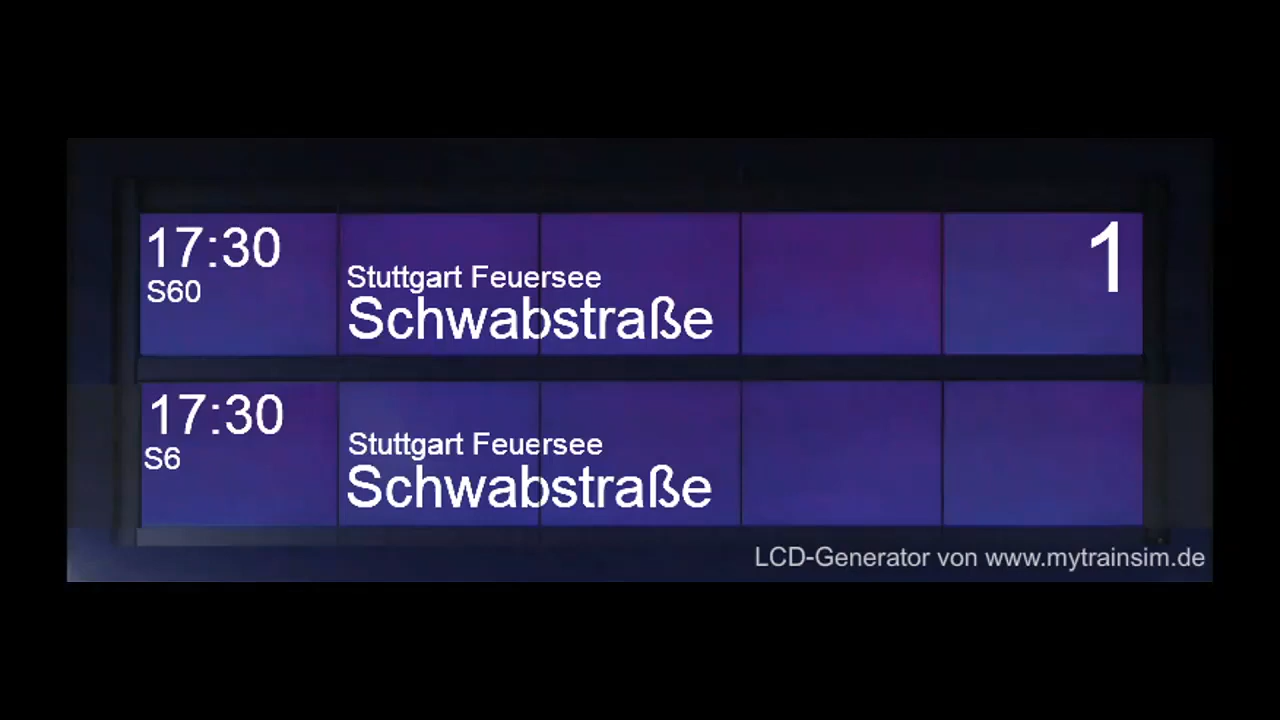 17:30
S60
Stuttgart Feuersee
Schwabstraße
1
17:30
S6
Stuttgart Feuersee
Schwabstraße
LCD-Generator von www.mytrainsim.de